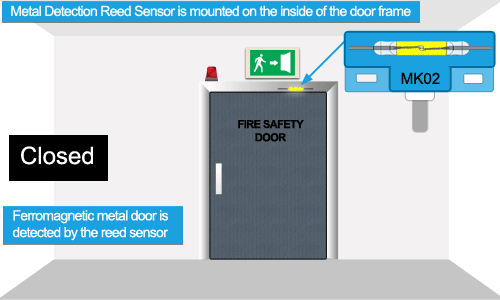 Metal Detection Reed Sensor is mounted on the inside of the door frame
MK02
FIRE SAFETY
DOOR
Closed
Ferromagnetic metal door is
detected by the reed sensor